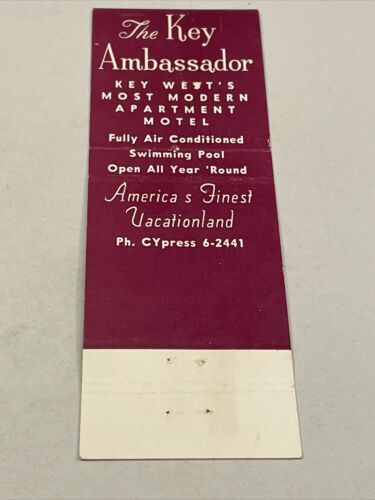 The Key
Ambassador
KEY WEST'S
MOST MODERN
APARTMENT
MOTEL
Fully Air Conditioned
Swimming Pool
Open All Year 'Round
America s Finest
Vacationland
Ph. CYpress 6-2441